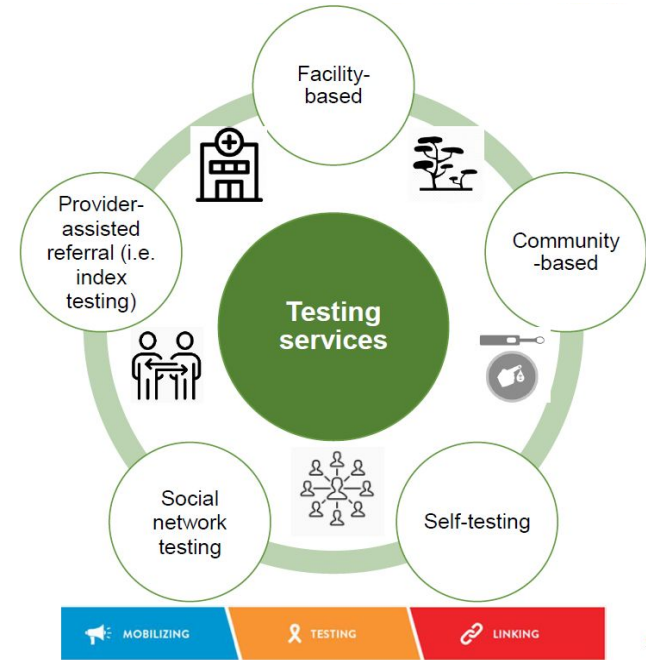 Facility-
based
Provider-
assisted
referral (i.e.
index
testing)
Community
-based
Testing
services
Social
network
testing
Self-testing
MOBILIZING
TESTING
LINKING